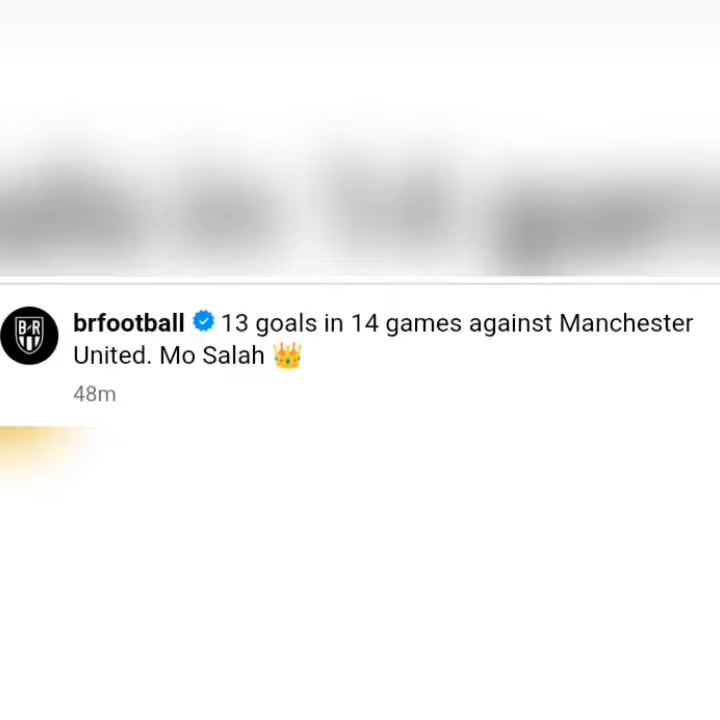 B R
brfootball 13 goals in 14 games against Manchester
United. Mo Salah 👑
48m